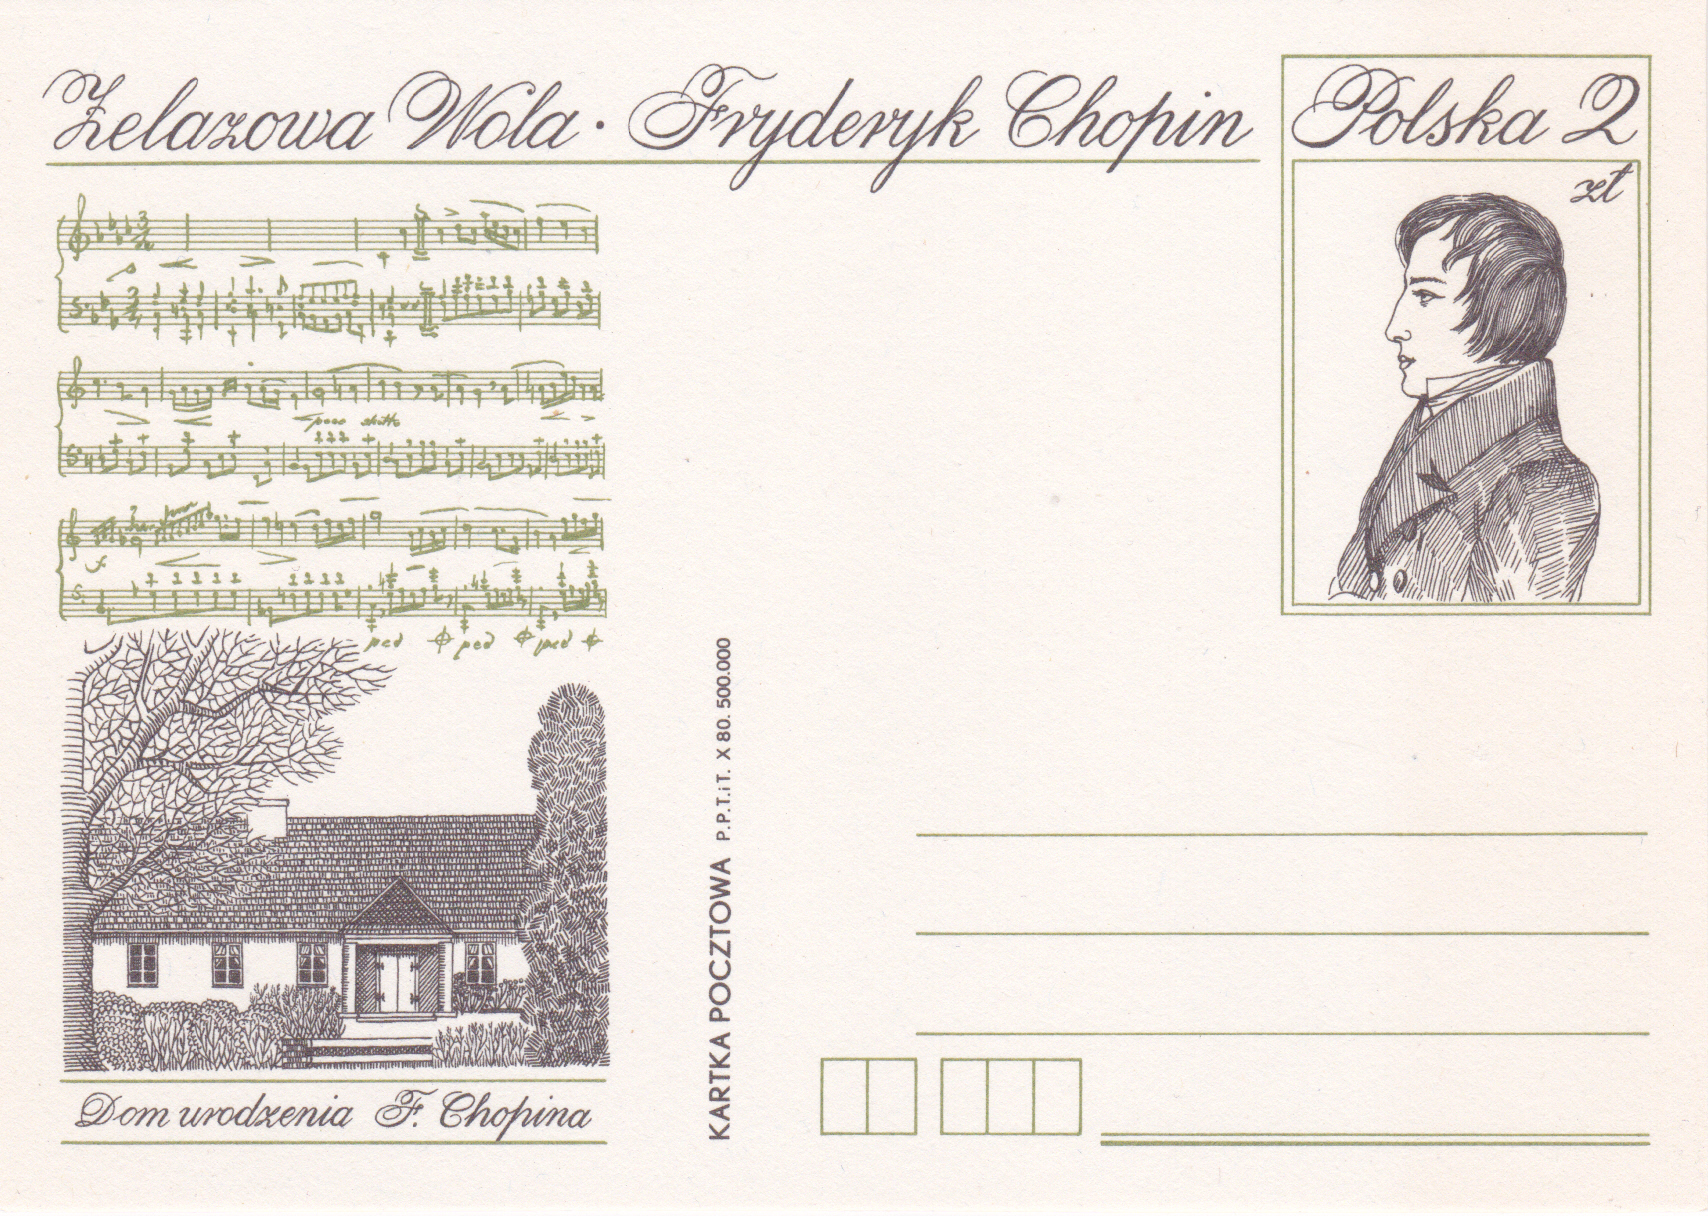 Żelazowa Wola · Fryderyk Chopin
Polska 2
zł
poco
ped ped ped
KARTKA POCZTOWA P.P.T.iT. X 80. 500.000
Dom urodzenia F. Chopina